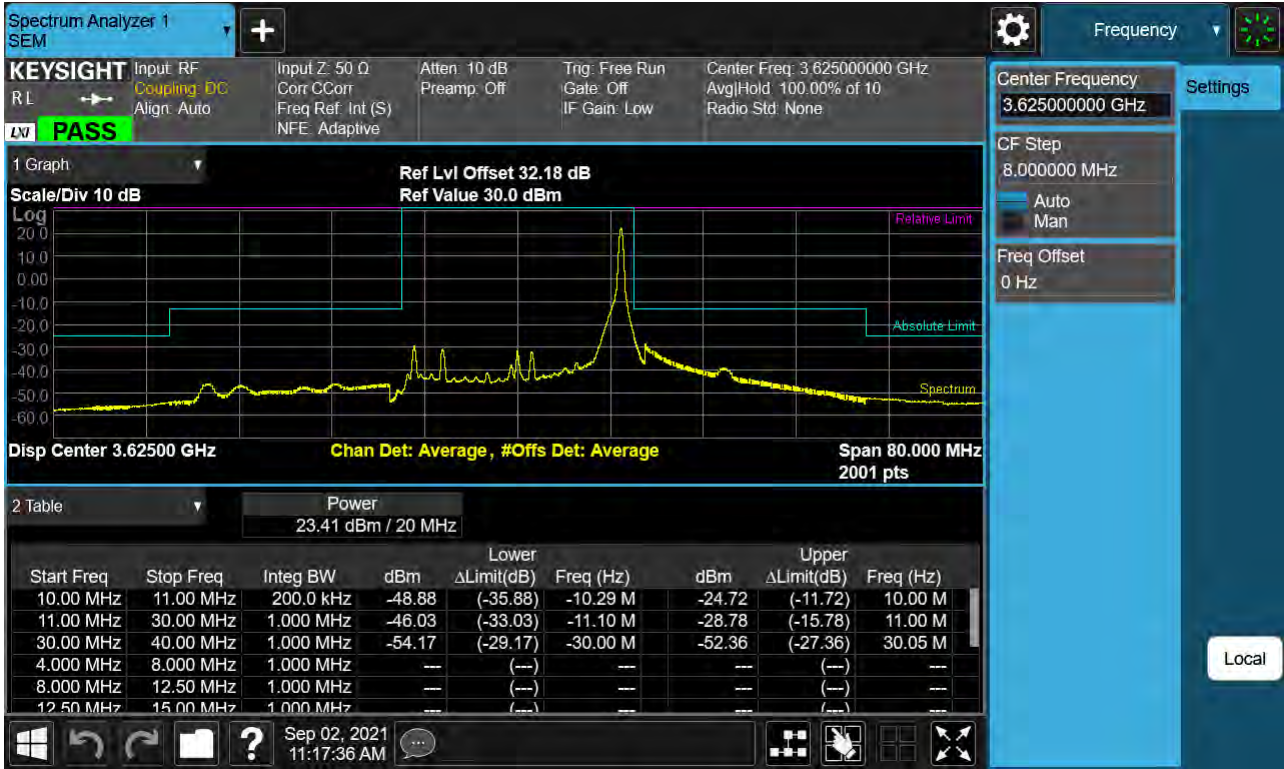 Spectrum Analyzer 1
SEM
+
Frequency
KEYSIGHT
R L
LXI
PASS
Input: RF
Coupling: DC
Align: Auto
Input Z: 50 Ω
Corr CCorr
Freq Ref: Int (S)
NFE: Adaptive
Atten: 10 dB
Preamp: Off
Trig: Free Run
Gate: Off
IF Gain: Low
Center Freq: 3.625000000 GHz
Avg|Hold: 100.00% of 10
Radio Std: None
Center Frequency
3.625000000 GHz
Settings
CF Step
8.000000 MHz
Auto
Man
Freq Offset
0 Hz
1 Graph
Scale/Div 10 dB
Ref Lvl Offset 32.18 dB
Ref Value 30.0 dBm
Log
20.0
10.0
0.00
-10.0
-20.0
-30.0
-40.0
-50.0
-60.0
Relative Limit
Absolute Limit
Spectrum
Disp Center 3.62500 GHz
Chan Det: Average, #Offs Det: Average
Span 80.000 MHz
2001 pts
2 Table
Power
23.41 dBm / 20 MHz
Lower Upper
Start Freq Stop Freq Integ BW dBm ΔLimit(dB) Freq (Hz) dBm ΔLimit(dB) Freq (Hz)
10.00 MHz 11.00 MHz 200.0 kHz -48.88 (-35.88) -10.29 M -24.72 (-11.72) 10.00 M
11.00 MHz 30.00 MHz 1.000 MHz -46.03 (-33.03) -11.10 M -28.78 (-15.78) 11.00 M
30.00 MHz 40.00 MHz 1.000 MHz -54.17 (-29.17) -30.00 M -52.36 (-27.36) 30.05 M
4.000 MHz 8.000 MHz 1.000 MHz --- (---) --- --- (---) ---
8.000 MHz 12.50 MHz 1.000 MHz --- (---) --- --- (---) ---
12.50 MHz 15.00 MHz 1.000 MHz --- (---) --- --- (---) ---
Local
?
Sep 02, 2021
11:17:36 AM